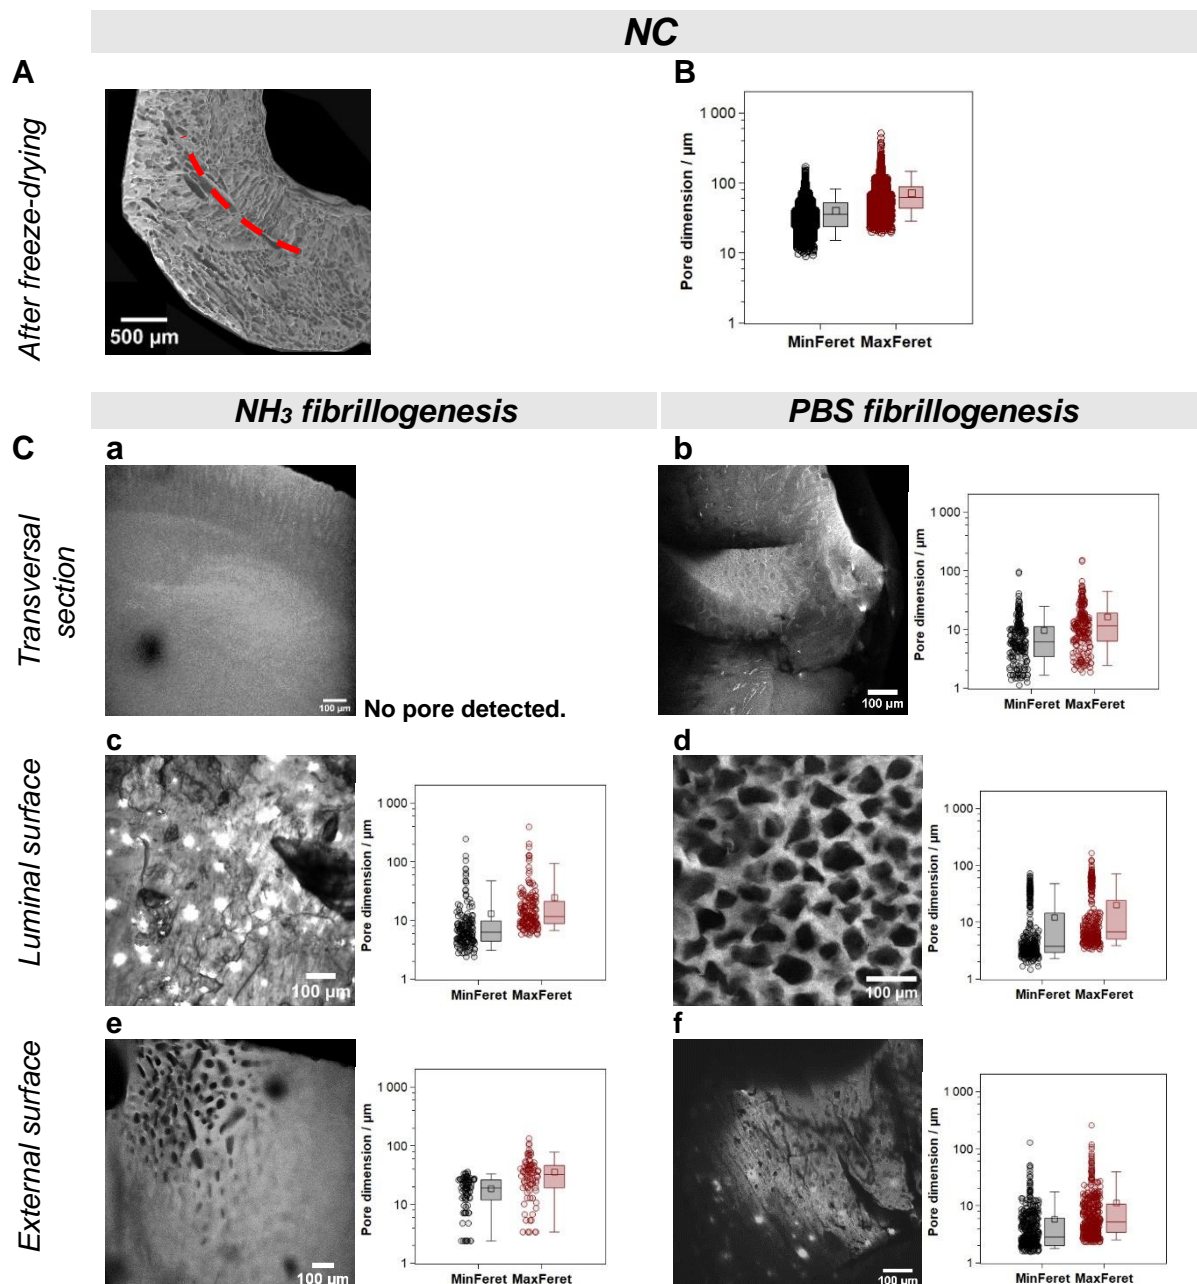 NC
A
B
After freeze-drying
500 µm
Pore dimension / µm
1 000
100
10
1
MinFeret MaxFeret
NH₃ fibrillogenesis
PBS fibrillogenesis
C
a
b
Transversal
section
100 µm
No pore detected.
100 µm
Pore dimension / µm
1 000
100
10
1
MinFeret MaxFeret
c
d
Luminal surface
100 µm
Pore dimension / µm
1 000
100
10
1
MinFeret MaxFeret
100 µm
Pore dimension / µm
1 000
100
10
1
MinFeret MaxFeret
e
f
External surface
100 µm
Pore dimension / µm
1 000
100
10
1
MinFeret MaxFeret
100 µm
Pore dimension / µm
1 000
100
10
1
MinFeret MaxFeret